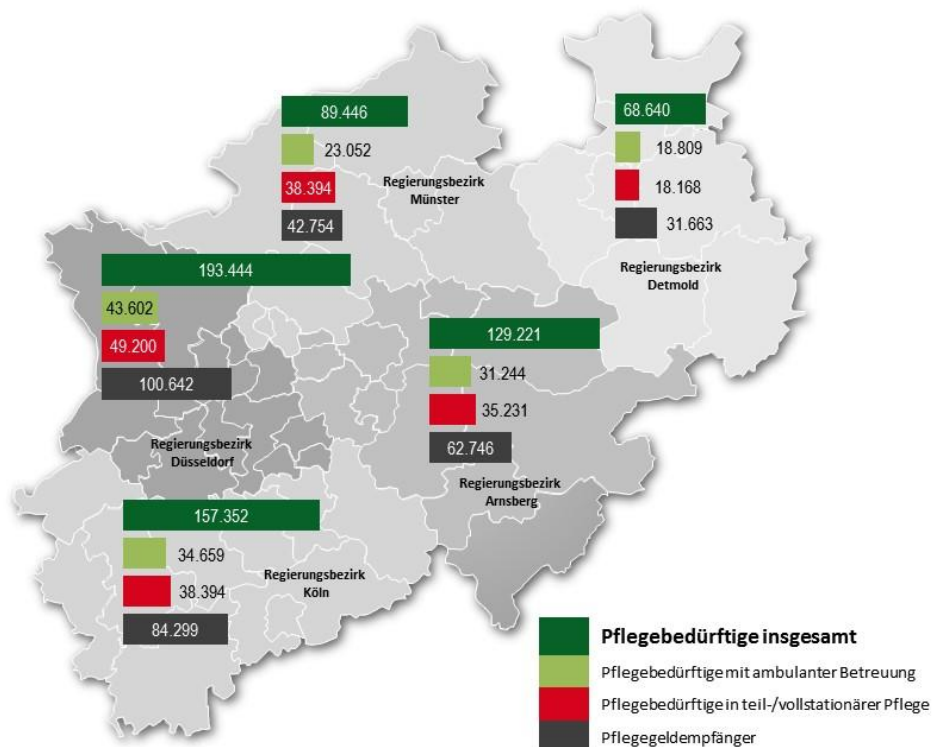 89.446
23.052
38.394
42.754
Regierungsbezirk
Münster
68.640
18.809
18.168
31.663
Regierungsbezirk
Detmold
193.444
43.602
49.200
100.642
Regierungsbezirk
Düsseldorf
129.221
31.244
35.231
62.746
Regierungsbezirk
Arnsberg
157.352
34.659
38.394
84.299
Regierungsbezirk
Köln
Pflegebedürftige insgesamt
Pflegebedürftige mit ambulanter Betreuung
Pflegebedürftige in teil-/vollstationärer Pflege
Pflegegeldempfänger